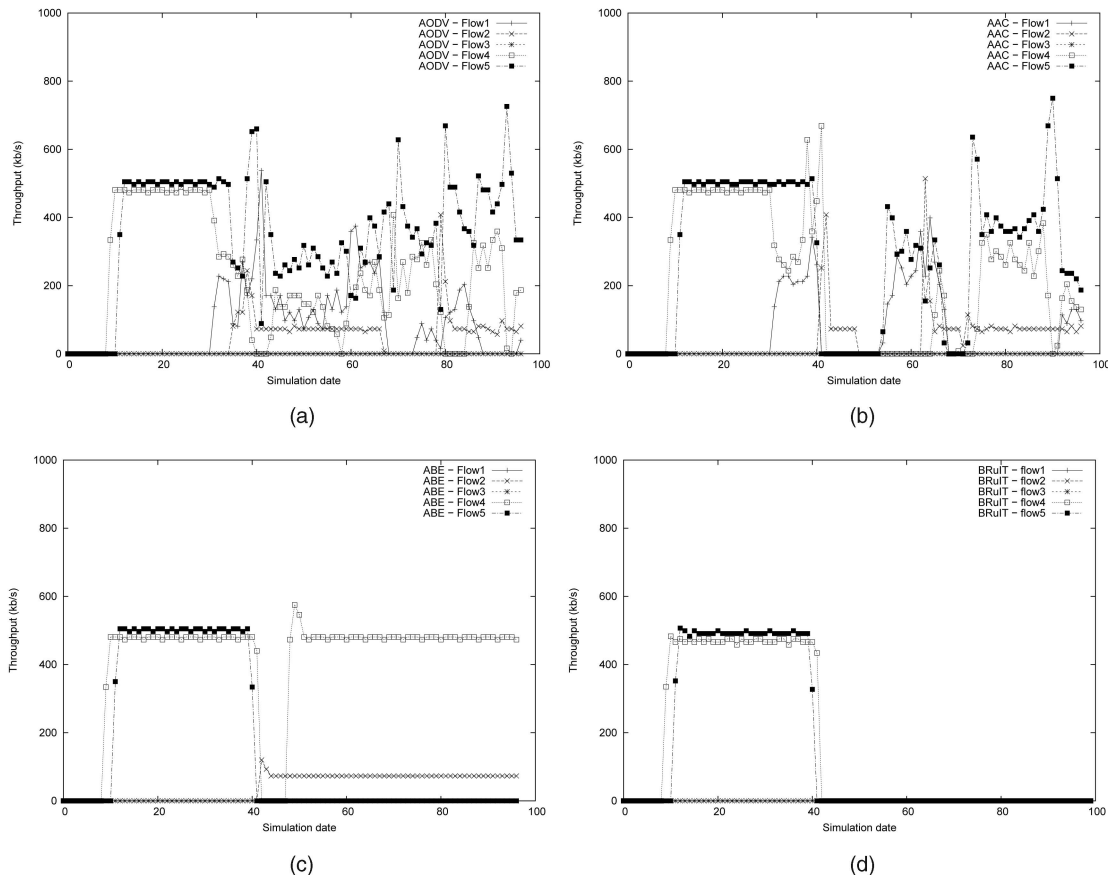 1000
800
600
400
200
0
0
20
40
60
80
100
Throughput (kb/s)
Simulation date
AODV − Flow1
AODV − Flow2
AODV − Flow3
AODV − Flow4
AODV − Flow5
(a)
1000
800
600
400
200
0
0
20
40
60
80
100
Throughput (kb/s)
Simulation date
AAC − Flow1
AAC − Flow2
AAC − Flow3
AAC − Flow4
AAC − Flow5
(b)
1000
800
600
400
200
0
0
20
40
60
80
100
Throughput (kb/s)
Simulation date
ABE − Flow1
ABE − Flow2
ABE − Flow3
ABE − Flow4
ABE − Flow5
(c)
1000
800
600
400
200
0
0
20
40
60
80
100
Throughput (kb/s)
Simulation date
BRuIT − flow1
BRuIT − flow2
BRuIT − flow3
BRuIT − flow4
BRuIT − flow5
(d)